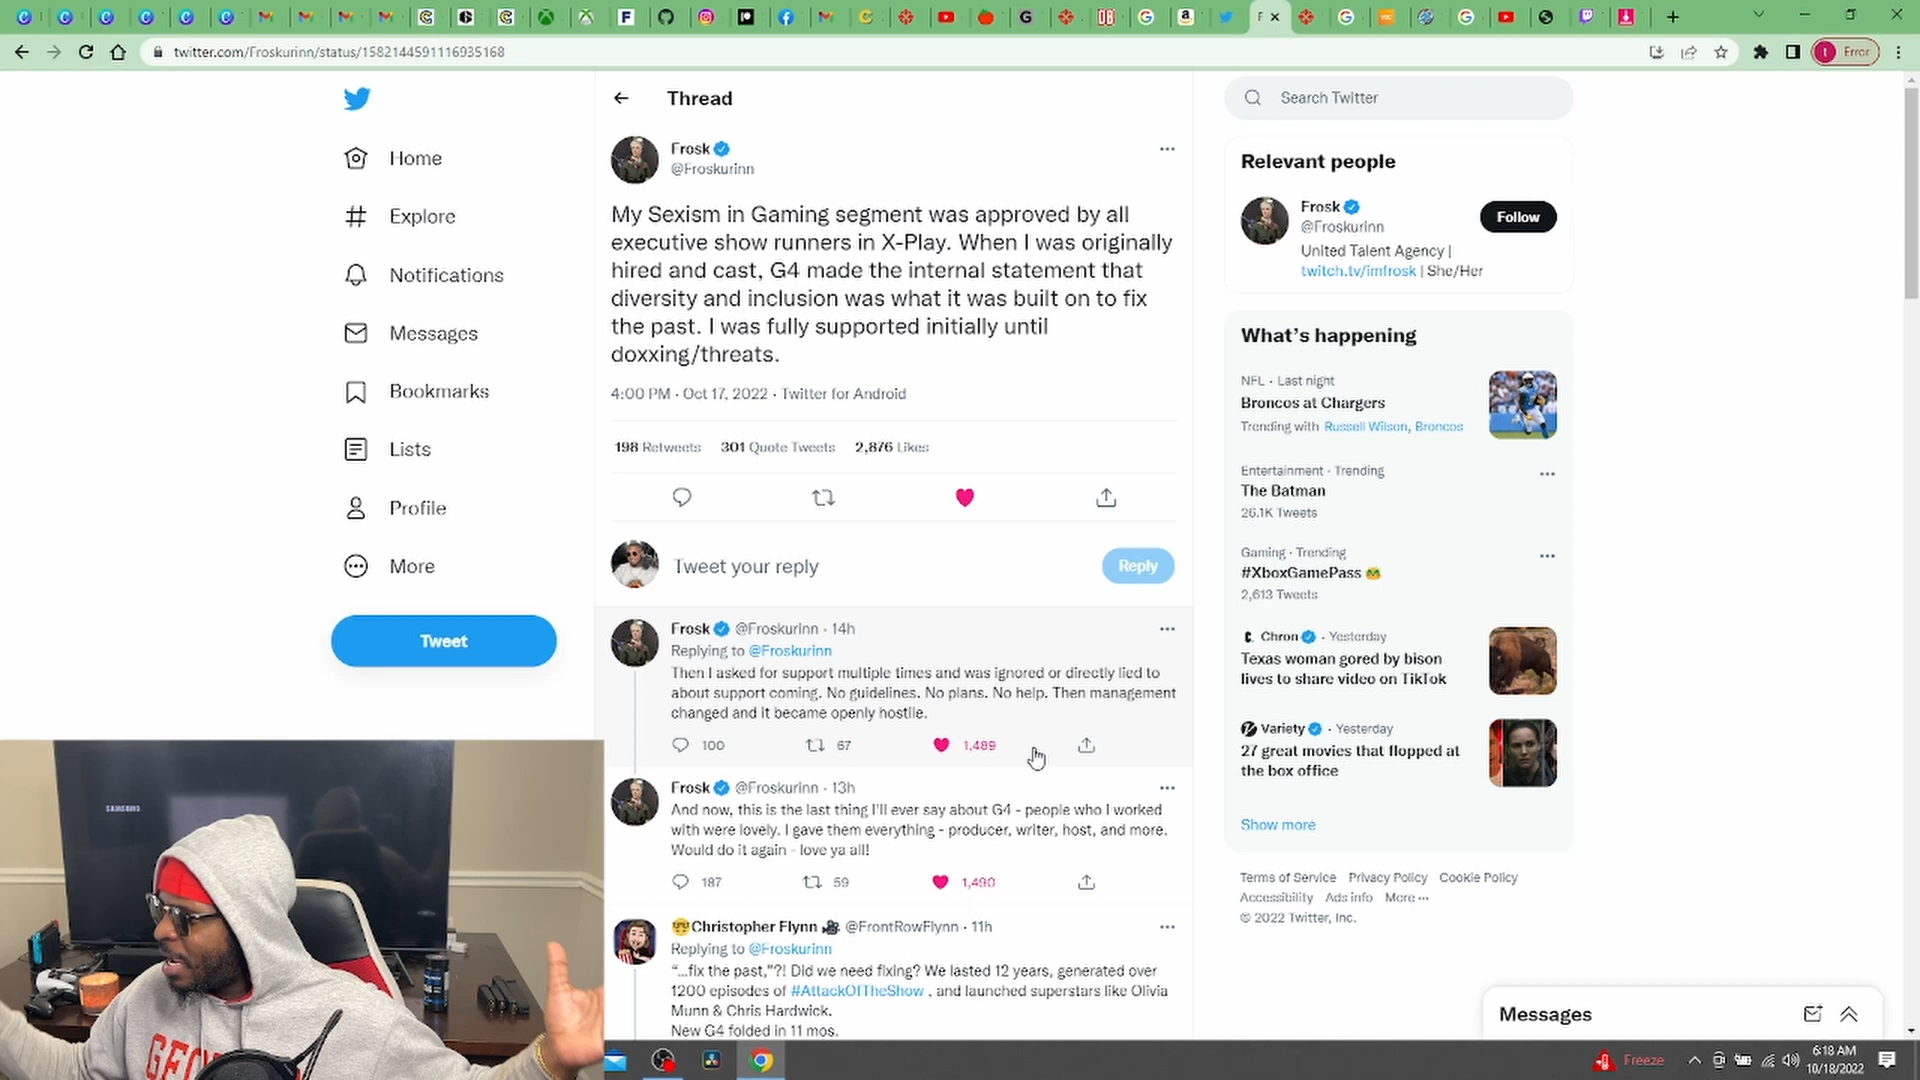 twitter.com/Froskurinn/status/1582144591116935168
Error
Thread
Search Twitter
Home
Explore
Notifications
Messages
Bookmarks
Lists
Profile
More
Tweet
Frosk
@Froskurinn
My Sexism in Gaming segment was approved by all
executive show runners in X-Play. When I was originally
hired and cast, G4 made the internal statement that
diversity and inclusion was what it was built on to fix
the past. I was fully supported initially until
doxxing/threats.
4:00 PM · Oct 17, 2022 · Twitter for Android
198 Retweets 301 Quote Tweets 2,876 Likes
Tweet your reply
Reply
Frosk @Froskurinn · 14h
Replying to @Froskurinn
Then I asked for support multiple times and was ignored or directly lied to
about support coming. No guidelines. No plans. No help. Then management
changed and it became openly hostile.
100 67 1,489
Frosk @Froskurinn · 13h
And now, this is the last thing I'll ever say about G4 - people who I worked
with were lovely. I gave them everything - producer, writer, host, and more.
Would do it again - love ya all!
187 59 1,490
Christopher Flynn @FrontRowFlynn · 11h
Replying to @Froskurinn
"...fix the past,"?! Did we need fixing? We lasted 12 years, generated over
1200 episodes of #AttackOfTheShow , and launched superstars like Olivia
Munn & Chris Hardwick.
New G4 folded in 11 mos.
Relevant people
Frosk
@Froskurinn
Follow
United Talent Agency |
twitch.tv/imfrosk | She/Her
What's happening
NFL · Last night
Broncos at Chargers
Trending with Russell Wilson, Broncos
Entertainment · Trending
The Batman
26.1K Tweets
Gaming · Trending
#XboxGamePass
2,613 Tweets
Chron · Yesterday
Texas woman gored by bison
lives to share video on TikTok
Variety · Yesterday
27 great movies that flopped at
the box office
Show more
Terms of Service Privacy Policy Cookie Policy
Accessibility Ads info More ···
© 2022 Twitter, Inc.
Messages
SAMSUNG
Freeze
6:18 AM
10/18/2022